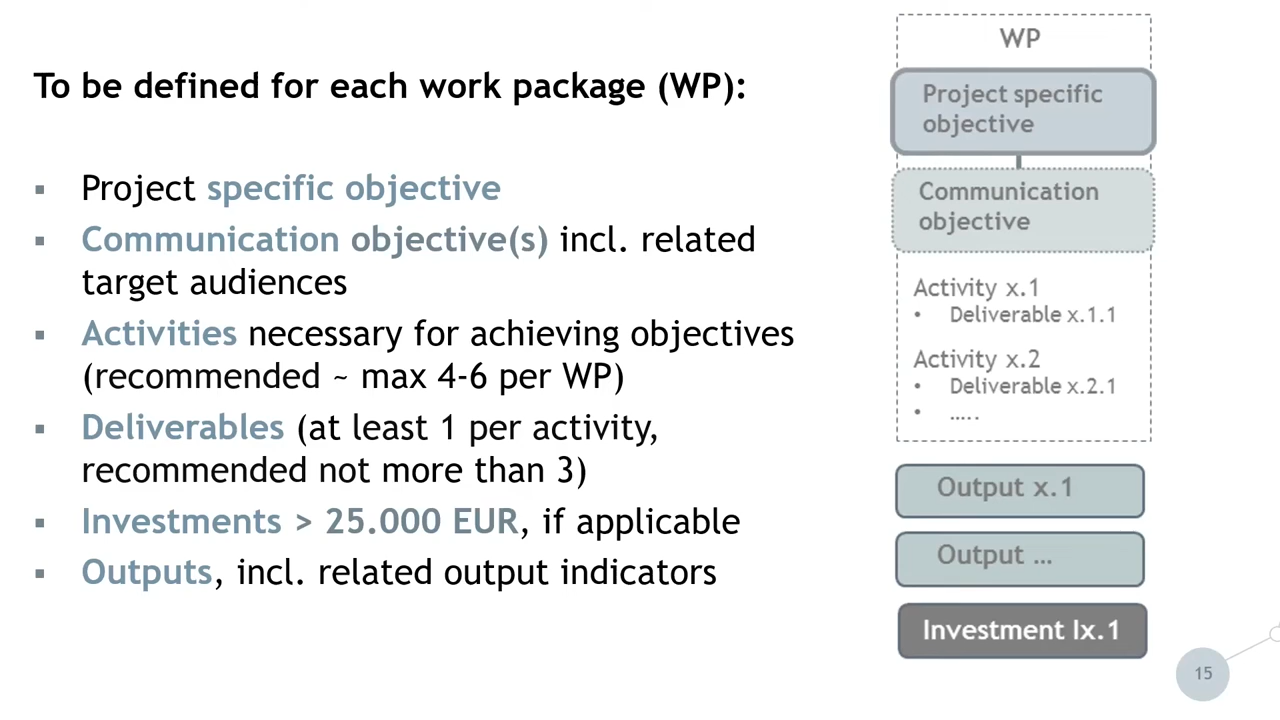 To be defined for each work package (WP):
▪ Project specific objective
▪ Communication objective(s) incl. related
target audiences
▪ Activities necessary for achieving objectives
(recommended ~ max 4-6 per WP)
▪ Deliverables (at least 1 per activity,
recommended not more than 3)
▪ Investments > 25.000 EUR, if applicable
▪ Outputs, incl. related output indicators
WP
Project specific
objective
Communication
objective
Activity x.1
• Deliverable x.1.1
Activity x.2
• Deliverable x.2.1
• …..
Output x.1
Output …
Investment Ix.1
15